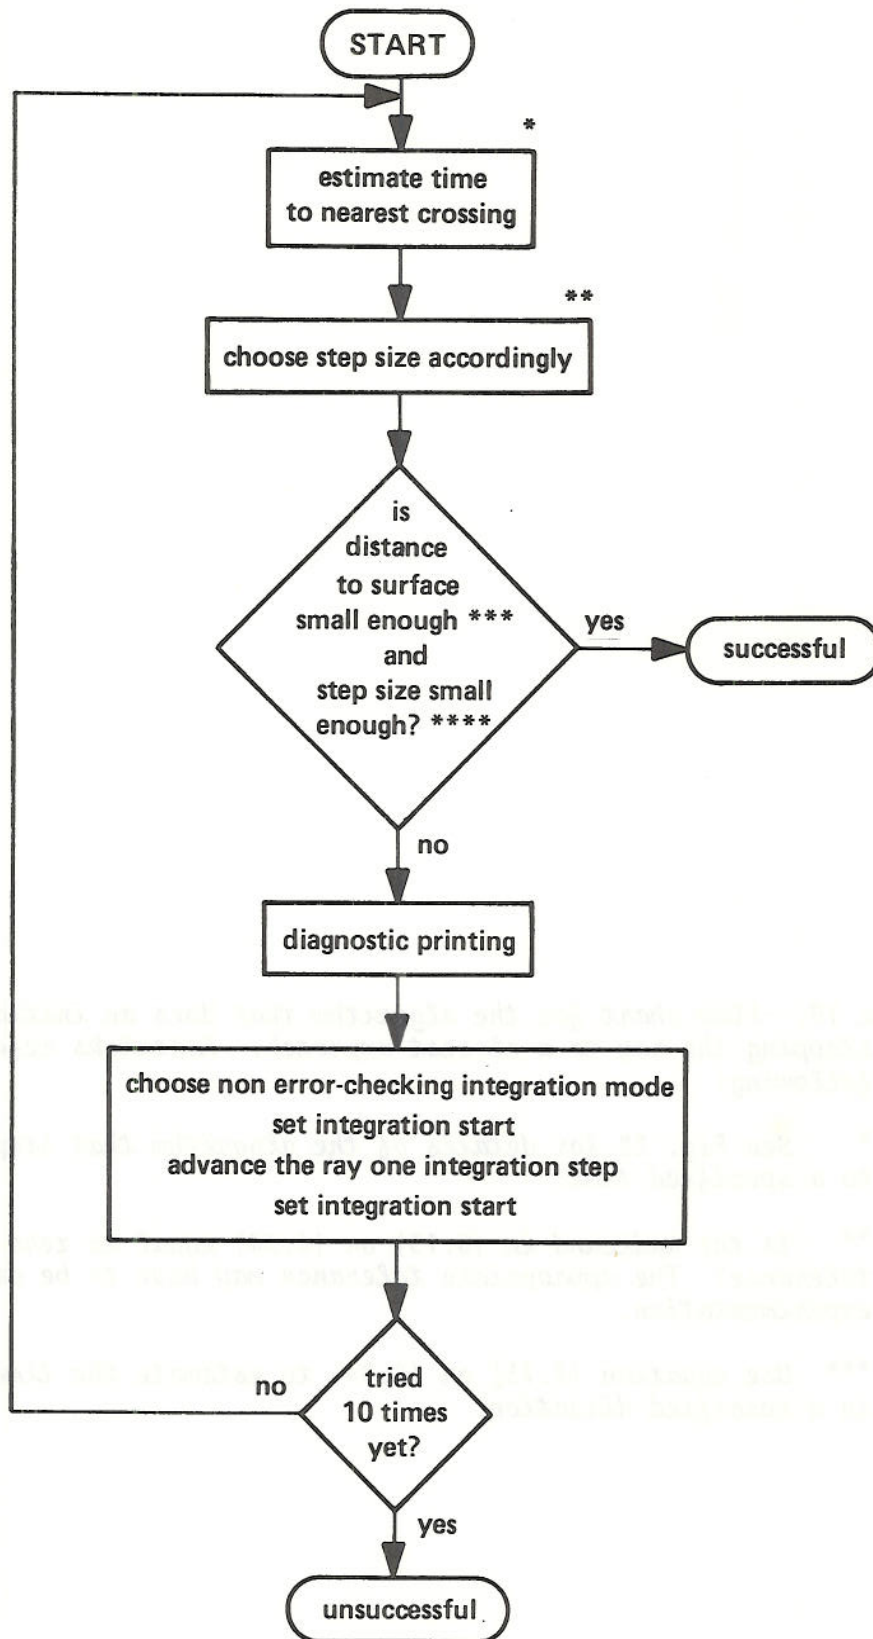 START
*
estimate time
to nearest crossing
**
choose step size accordingly
is
distance
to surface
small enough ***
and
step size small
enough? ****
yes
successful
no
diagnostic printing
choose non error-checking integration mode
set integration start
advance the ray one integration step
set integration start
no
tried
10 times
yet?
yes
unsuccessful